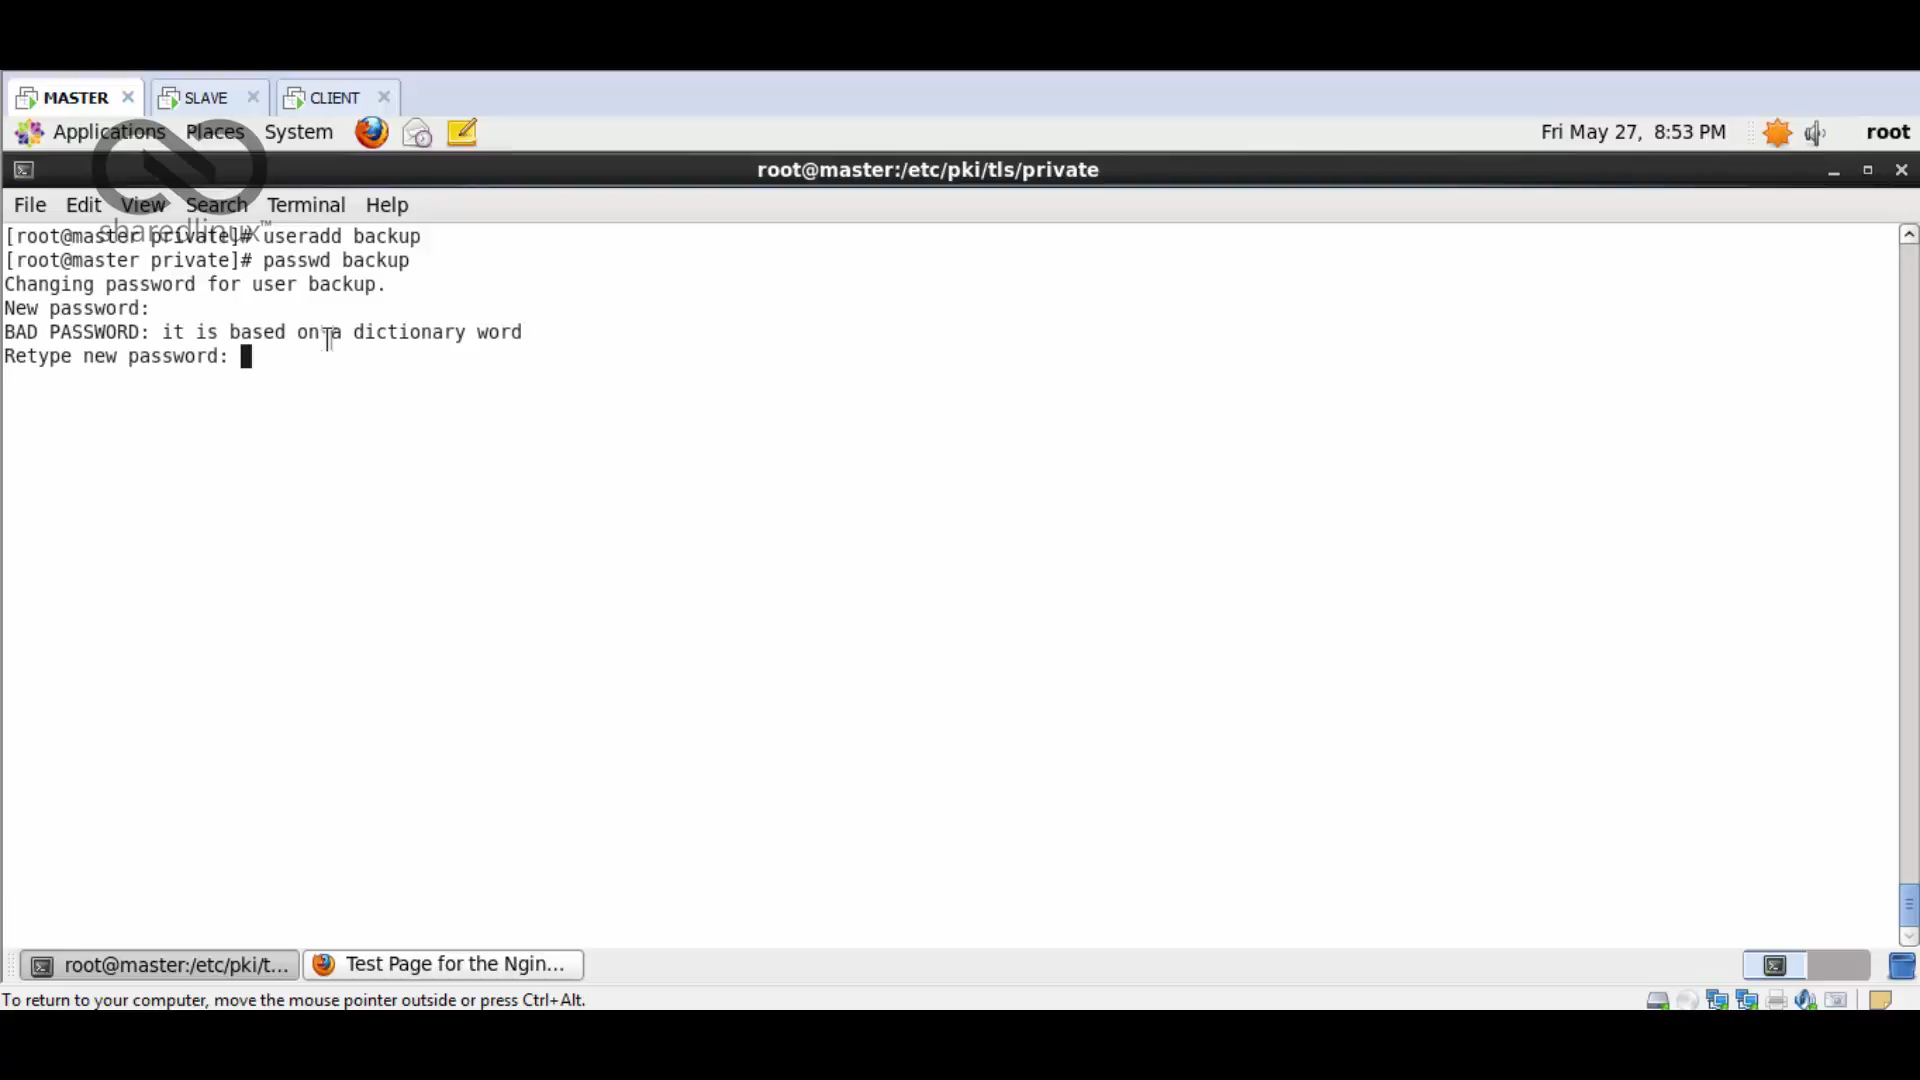 MASTER SLAVE CLIENT
Applications Places System Fri May 27, 8:53 PM root
root@master:/etc/pki/tls/private
File Edit View Search Terminal Help
sharedlinux™
[root@master private]# useradd backup
[root@master private]# passwd backup
Changing password for user backup.
New password:
BAD PASSWORD: it is based on a dictionary word
Retype new password:
root@master:/etc/pki/t... Test Page for the Ngin...
To return to your computer, move the mouse pointer outside or press Ctrl+Alt.